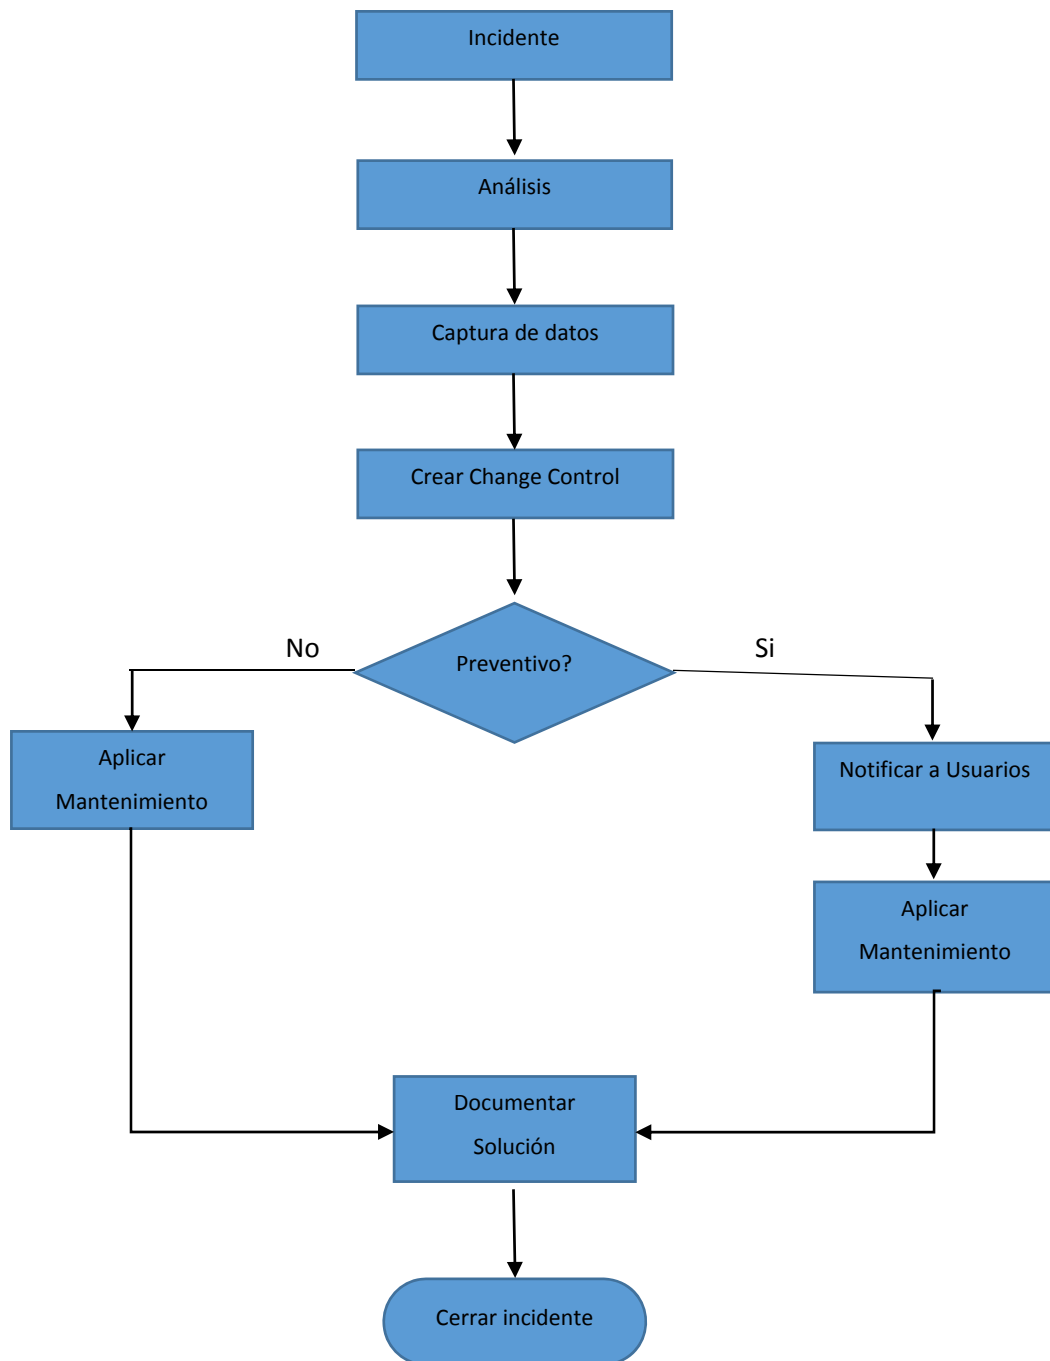 Incidente
Análisis
Captura de datos
Crear Change Control
No
Si
Preventivo?
Aplicar
Mantenimiento
Notificar a Usuarios
Aplicar
Mantenimiento
Documentar
Solución
Cerrar incidente